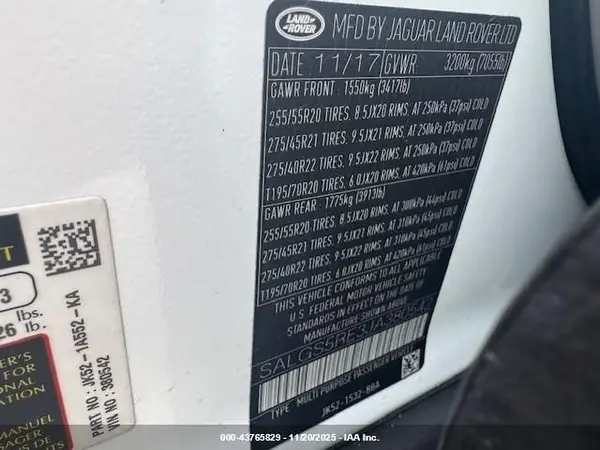 LAND ROVER
MFD BY JAGUAR LAND ROVER LTD
DATE: 11/17 GVWR: 3200kg (7055lb)
GAWR FRONT: 1550kg (3417lb)
255/55R20 TIRES, 8.5JX20 RIMS, AT 250kPa (37psi) COLD
275/45R21 TIRES, 9.5JX21 RIMS, AT 250kPa (37psi) COLD
275/40R22 TIRES, 9.5JX22 RIMS, AT 250kPa (37psi) COLD
T195/70R20 TIRES, 6.0JX20 RIMS, AT 420kPa (61psi) COLD
GAWR REAR: 1775kg (3913lb)
255/55R20 TIRES, 8.5JX20 RIMS, AT 300kPa (44psi) COLD
275/45R21 TIRES, 9.5JX21 RIMS, AT 310kPa (45psi) COLD
275/40R22 TIRES, 9.5JX22 RIMS, AT 310kPa (45psi) COLD
T195/70R20 TIRES, 6.0JX20 RIMS, AT 420kPa (61psi) COLD
THIS VEHICLE CONFORMS TO ALL APPLICABLE
U.S. FEDERAL MOTOR VEHICLE
STANDARDS IN EFFECT ON THE DATE OF
TYPE: MULTIPURPOSE PASSENGER
JK52-1532-BBA
3
lbs.
26 lb.
PART NO: JK52-1A552-KA
VIN NO: 380542
FOR
MANUEL
000-43765829 - 11/20/2025 - IAA Inc.